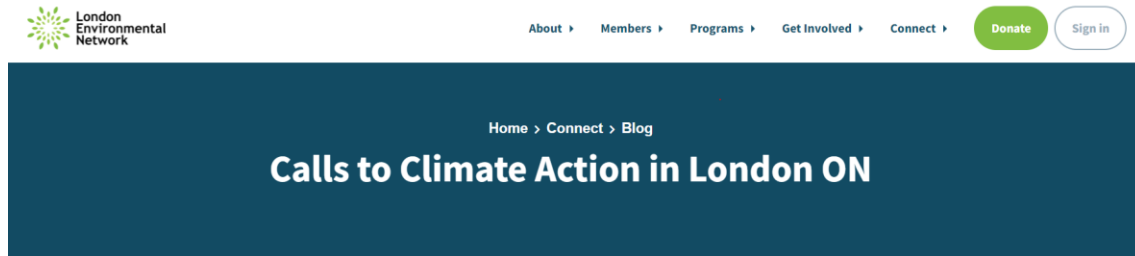 London
Environmental
Network
About Members Programs Get Involved Connect Donate Sign in
Home > Connect > Blog
Calls to Climate Action in London ON